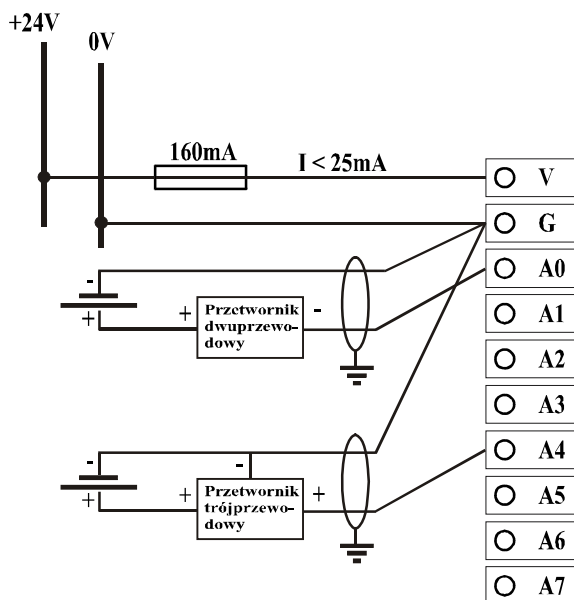 +24V
0V
160mA
I < 25mA
V
G
A0
A1
A2
A3
A4
A5
A6
A7
-
+
+
Przetwornik
dwuprzewo-
dowy
-
-
+
-
+
Przetwornik
trójprzewo-
dowy
+